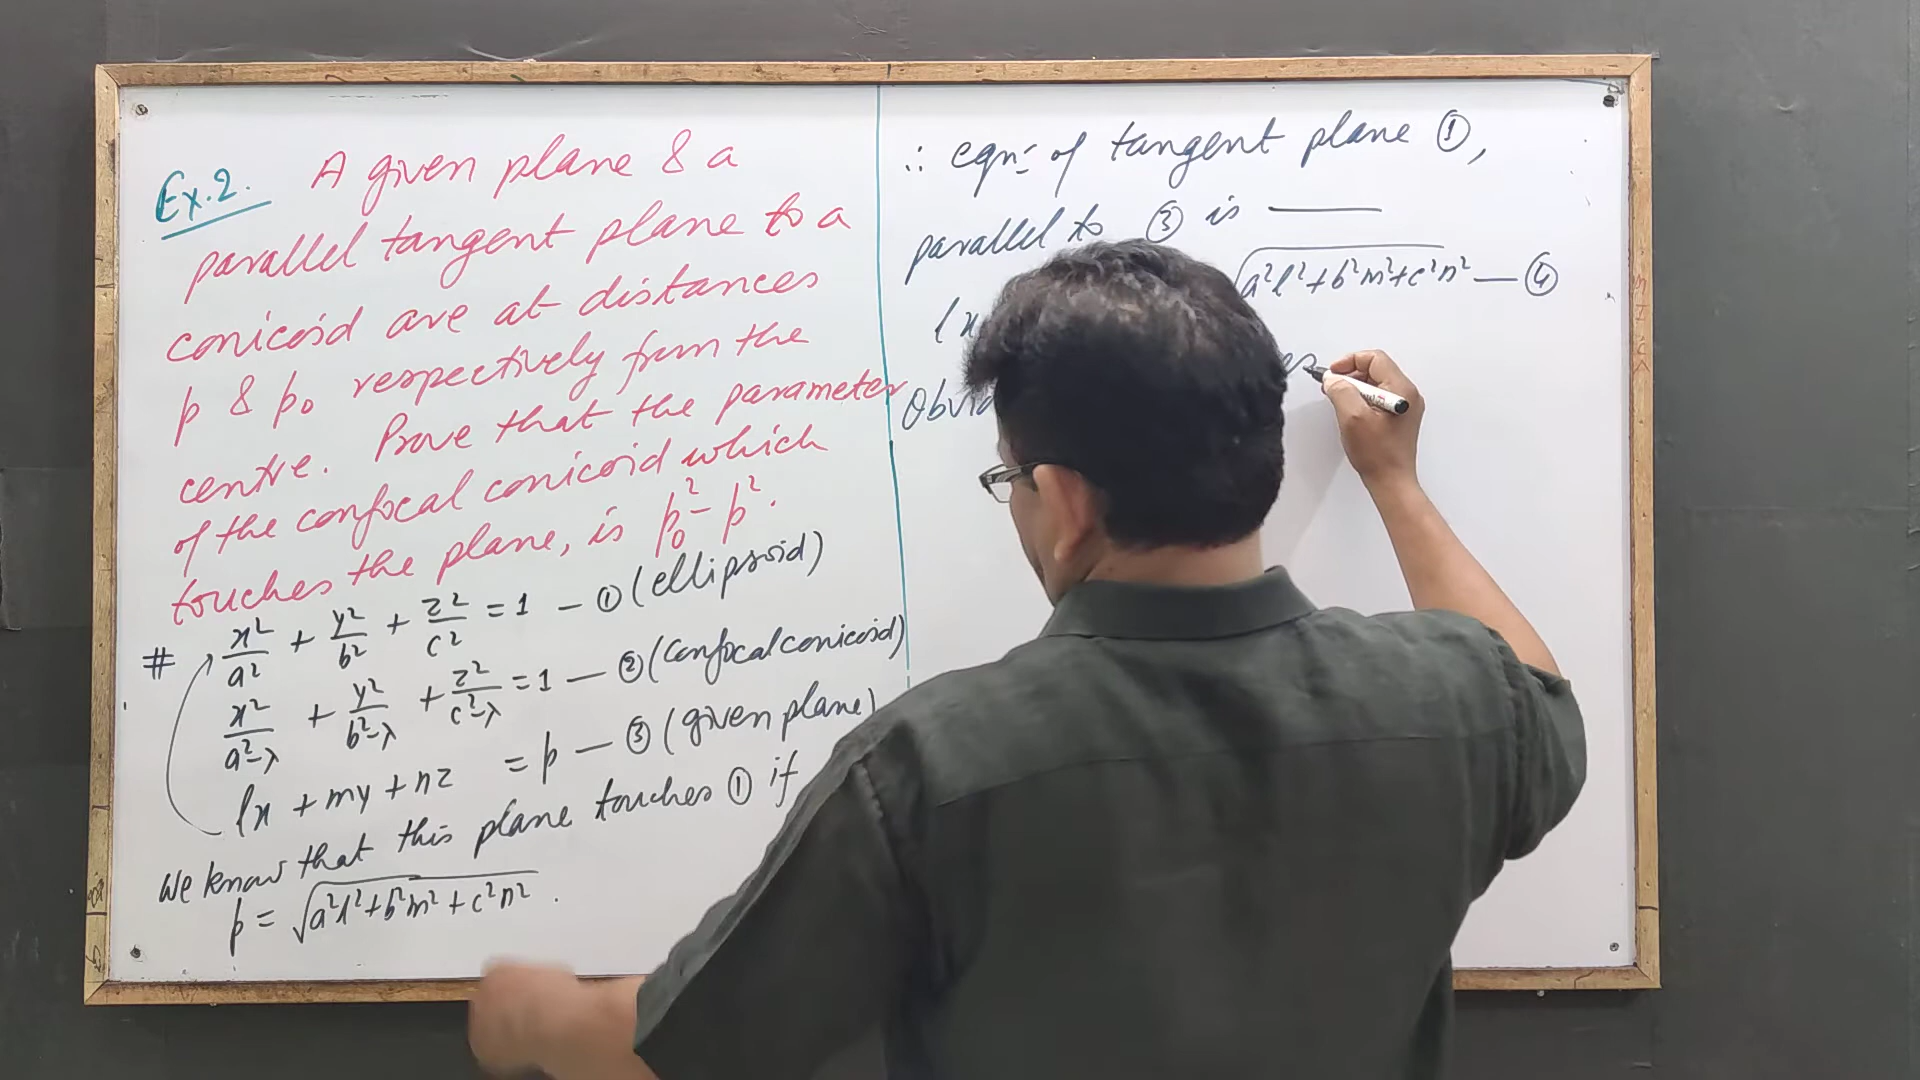 Ex.2. A given plane & a
parallel tangent plane to a
conicoid are at distances
p & p₀ respectively from the
centre. Prove that the parameter
of the confocal conicoid which
touches the plane, is p₀² - p².
# x²/a² + y²/b² + z²/c² = 1 — ① (ellipsoid)
x²/a²-λ + y²/b²-λ + z²/c²-λ = 1 — ② (confocal conicoid)
lx + my + nz = p — ③ (given plane)
We know that this plane touches ① if
p = √a²l²+b²m²+c²n² .
∴ eqn. of tangent plane ①,
parallel to ③ is ———
√a²l²+b²m²+c²n² — ④